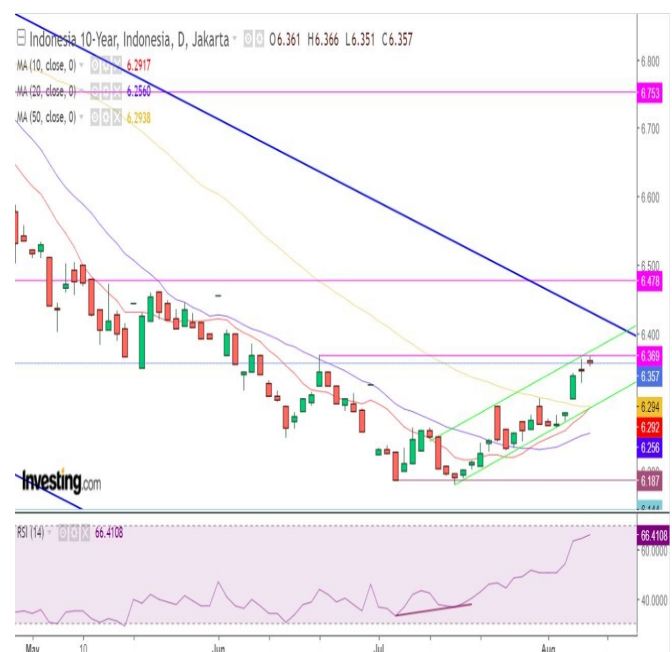 Indonesia 10-Year, Indonesia, D, Jakarta O6.361 H6.366 L6.351 C6.357
MA (10, close, 0) 6.2917
MA (20, close, 0) 6.2560
MA (50, close, 0) 6.2938
6.800
6.753
6.700
6.600
6.500
6.478
6.400
6.369
6.357
6.294
6.292
6.256
6.187
Investing.com
RSI (14) 66.4108
66.4108
60.0000
40.0000
May 10 Jun Jul Aug